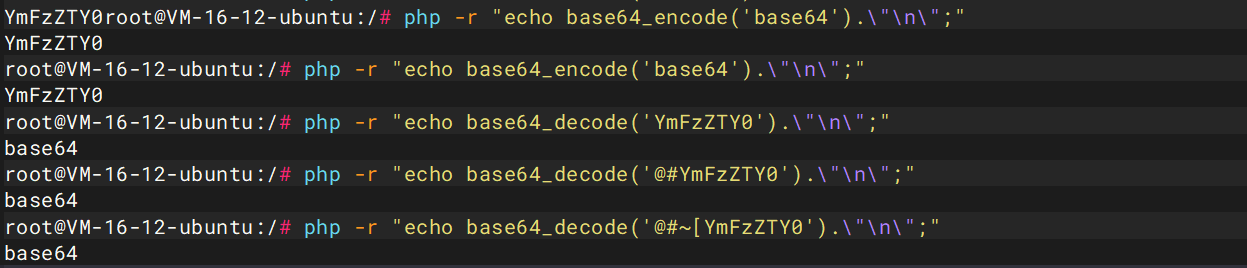 YmFzZTY0root@VM-16-12-ubuntu:/# php -r "echo base64_encode('base64').\"\n\";"
YmFzZTY0
root@VM-16-12-ubuntu:/# php -r "echo base64_encode('base64').\"\n\";"
YmFzZTY0
root@VM-16-12-ubuntu:/# php -r "echo base64_decode('YmFzZTY0').\"\n\";"
base64
root@VM-16-12-ubuntu:/# php -r "echo base64_decode('@#YmFzZTY0').\"\n\";"
base64
root@VM-16-12-ubuntu:/# php -r "echo base64_decode('@#~[YmFzZTY0').\"\n\";"
base64